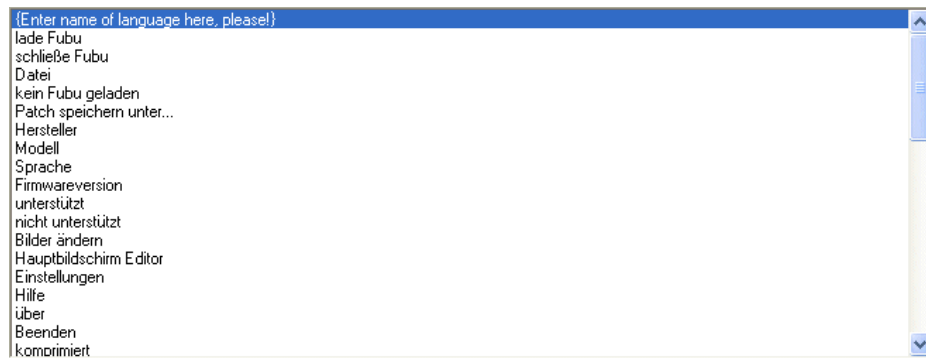 {Enter name of language here, please!}
lade Fubu
schließe Fubu
Datei
kein Fubu geladen
Patch speichern unter...
Hersteller
Modell
Sprache
Firmwareversion
unterstützt
nicht unterstützt
Bilder ändern
Hauptbildschirm Editor
Einstellungen
Hilfe
über
Beenden
komprimiert